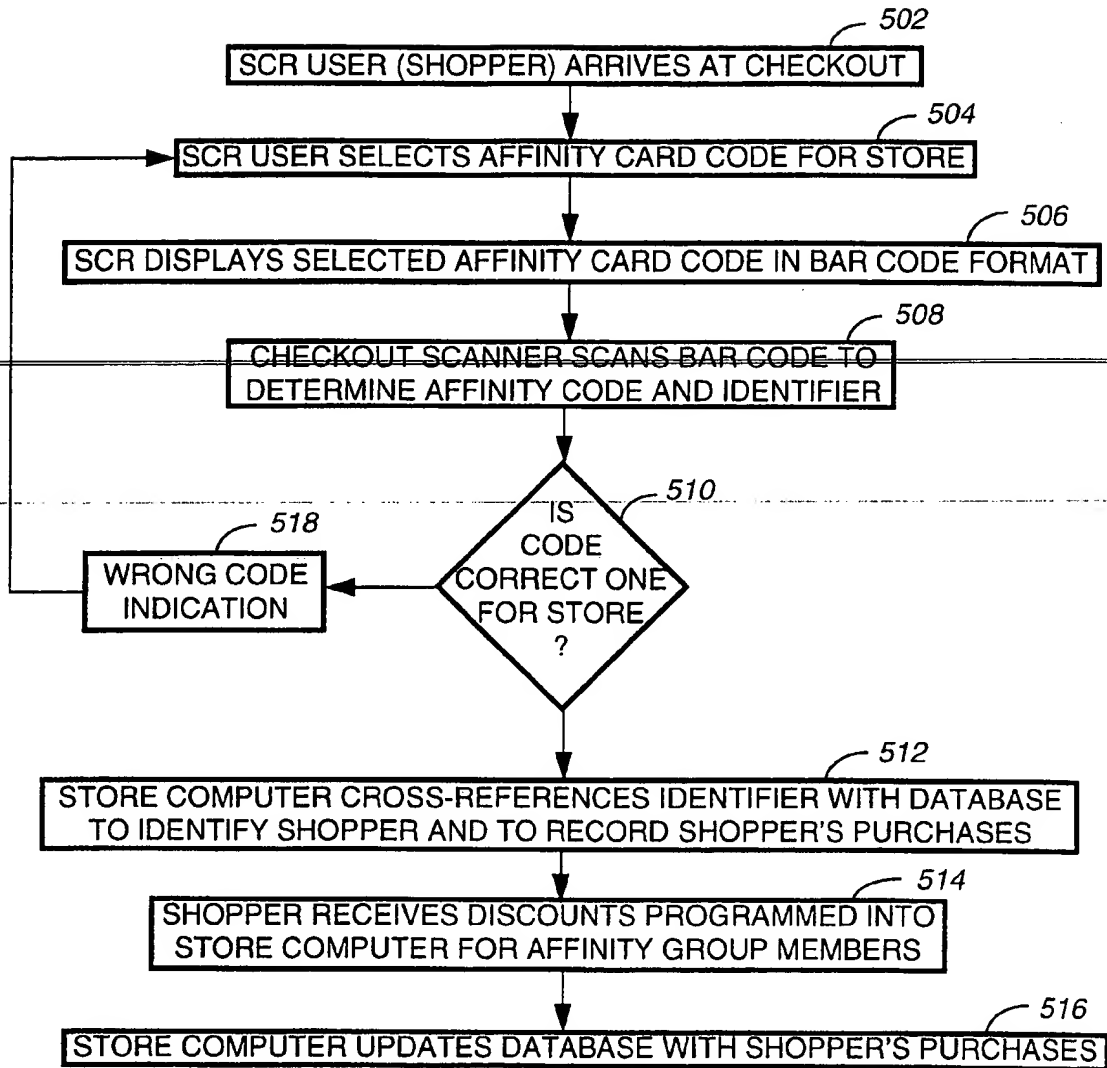 502
SCR USER (SHOPPER) ARRIVES AT CHECKOUT
504
SCR USER SELECTS AFFINITY CARD CODE FOR STORE
506
SCR DISPLAYS SELECTED AFFINITY CARD CODE IN BAR CODE FORMAT
508
CHECKOUT SCANNER SCANS BAR CODE TO
DETERMINE AFFINITY CODE AND IDENTIFIER
510
IS
CODE
CORRECT ONE
FOR STORE
?
518
WRONG CODE
INDICATION
512
STORE COMPUTER CROSS-REFERENCES IDENTIFIER WITH DATABASE
TO IDENTIFY SHOPPER AND TO RECORD SHOPPER'S PURCHASES
514
SHOPPER RECEIVES DISCOUNTS PROGRAMMED INTO
STORE COMPUTER FOR AFFINITY GROUP MEMBERS
516
STORE COMPUTER UPDATES DATABASE WITH SHOPPER'S PURCHASES